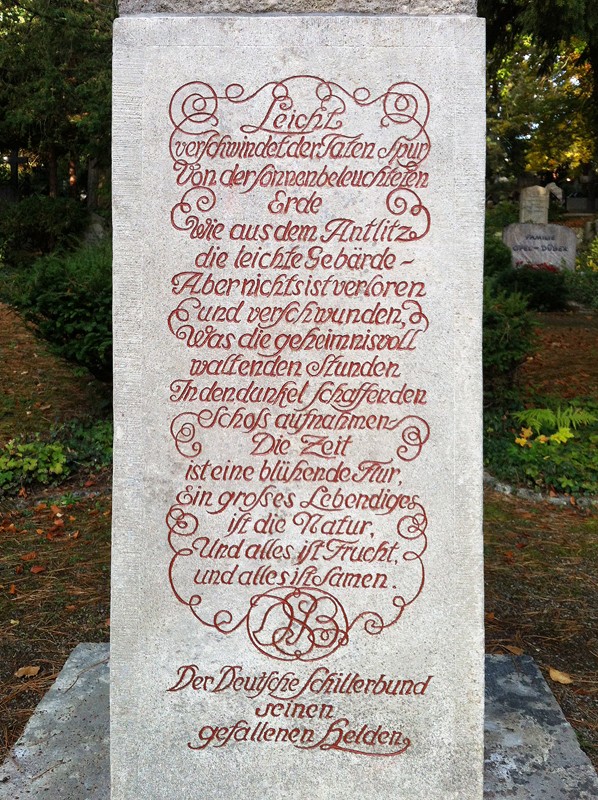 Leicht
verschwindet der Taten Spur
Von der sonnenbeleuchteten
Erde
Wie aus dem Antlitz
die leichte Gebärde –
Aber nichts ist verloren
und verschwunden,
Was die geheimnisvoll
waltenden Stunden
In den dunkel schaffenden
Schoß aufnahmen
Die Zeit
ist eine blühende Flur,
Ein großes Lebendiges
ist die Natur,
Und alles ist Frucht,
und alles ist Samen.
DSB
Der Deutsche Schillerbund
seinen
gefallenen Helden
FAMILIE